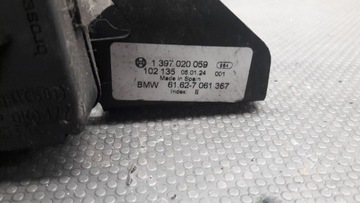 1 397 020 059
102 135 06.01.24 001
Made in Spain
BMW 61.62-7 061 367
Index: B